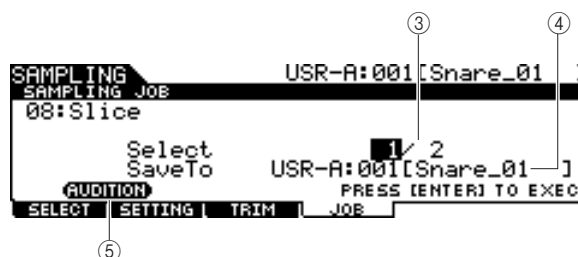 ③ ④
SAMPLING USR-A:001[Snare_01 ]
SAMPLING JOB
08:Slice
Select 1/ 2
SaveTo USR-A:001[Snare_01 ]
AUDITION PRESS [ENTER] TO EXEC
SELECT SETTING TRIM JOB
⑤